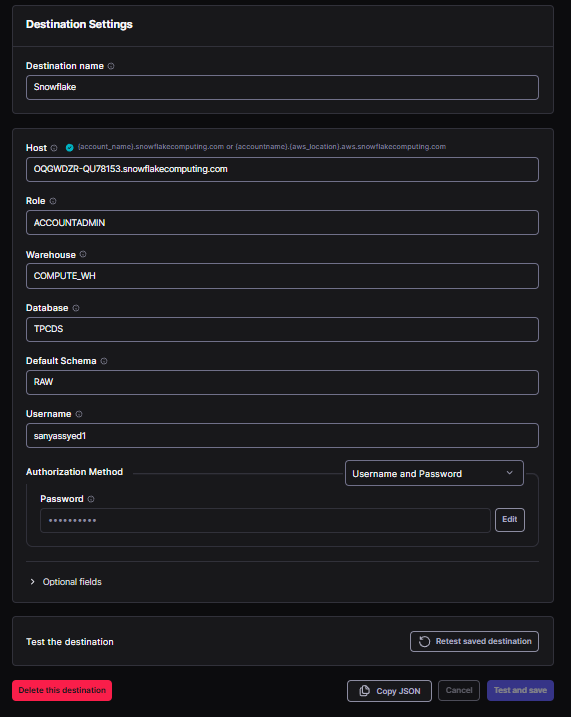 Destination Settings
Destination name
Snowflake
Host {account_name}.snowflakecomputing.com or {accountname}.{aws_location}.aws.snowflakecomputing.com
OQGWDZR-QU78153.snowflakecomputing.com
Role
ACCOUNTADMIN
Warehouse
COMPUTE_WH
Database
TPCDS
Default Schema
RAW
Username
sanyassyed1
Authorization Method Username and Password
Password
•••••••••• Edit
Optional fields
Test the destination Retest saved destination
Delete this destination Copy JSON Cancel Test and save